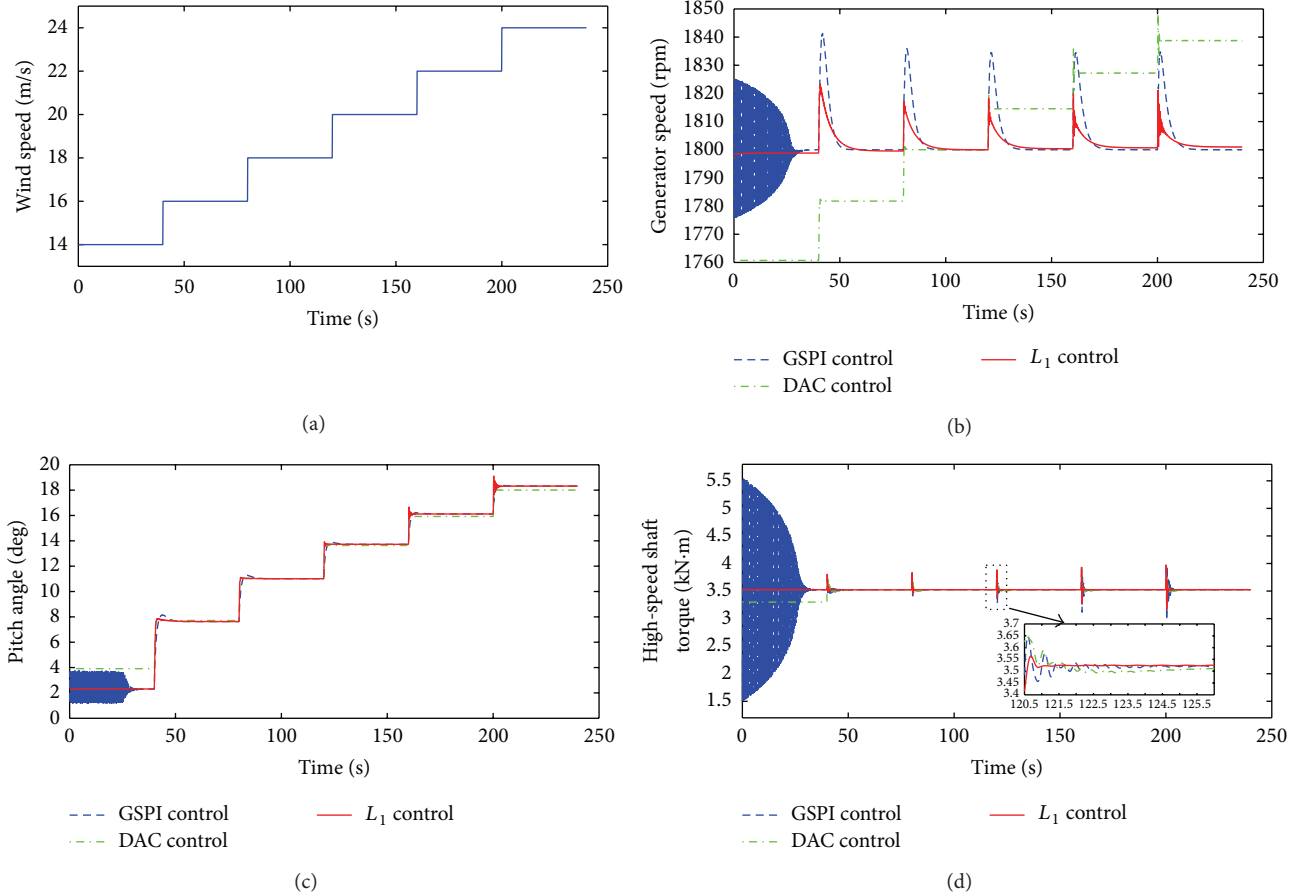 24
22
20
18
16
14
Wind speed (m/s)
0 50 100 150 200 250
Time (s)
(a)
1850
1840
1830
1820
1810
1800
1790
1780
1770
1760
Generator speed (rpm)
0 50 100 150 200 250
Time (s)
GSPI control
DAC control
L1 control
(b)
20
18
16
14
12
10
8
6
4
2
0
Pitch angle (deg)
0 50 100 150 200 250
Time (s)
GSPI control
DAC control
L1 control
(c)
5.5
5
4.5
4
3.5
3
2.5
2
1.5
High-speed shaft
torque (kN·m)
3.7
3.65
3.6
3.55
3.5
3.45
3.4
120.5 121.5 122.5 123.5 124.5 125.5
0 50 100 150 200 250
Time (s)
GSPI control
DAC control
L1 control
(d)